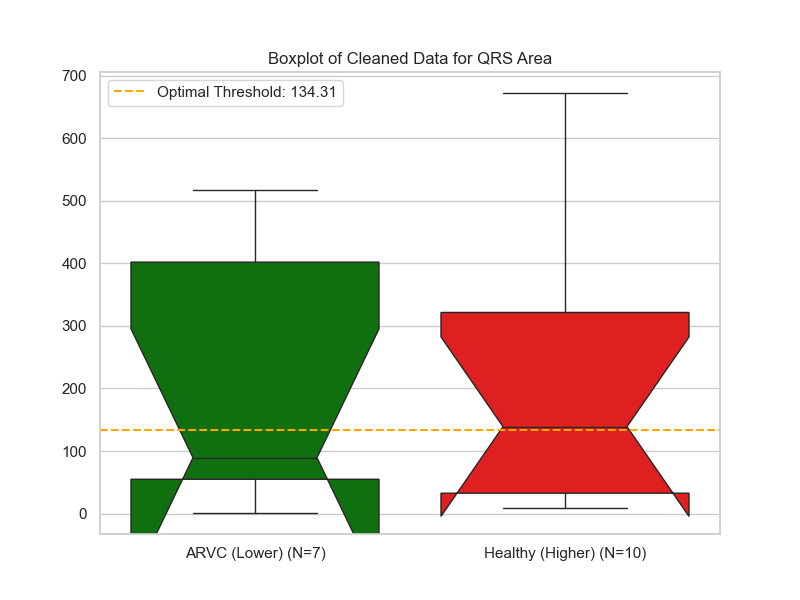 Boxplot of Cleaned Data for QRS Area
Optimal Threshold: 134.31
700
600
500
400
300
200
100
0
ARVC (Lower) (N=7)
Healthy (Higher) (N=10)